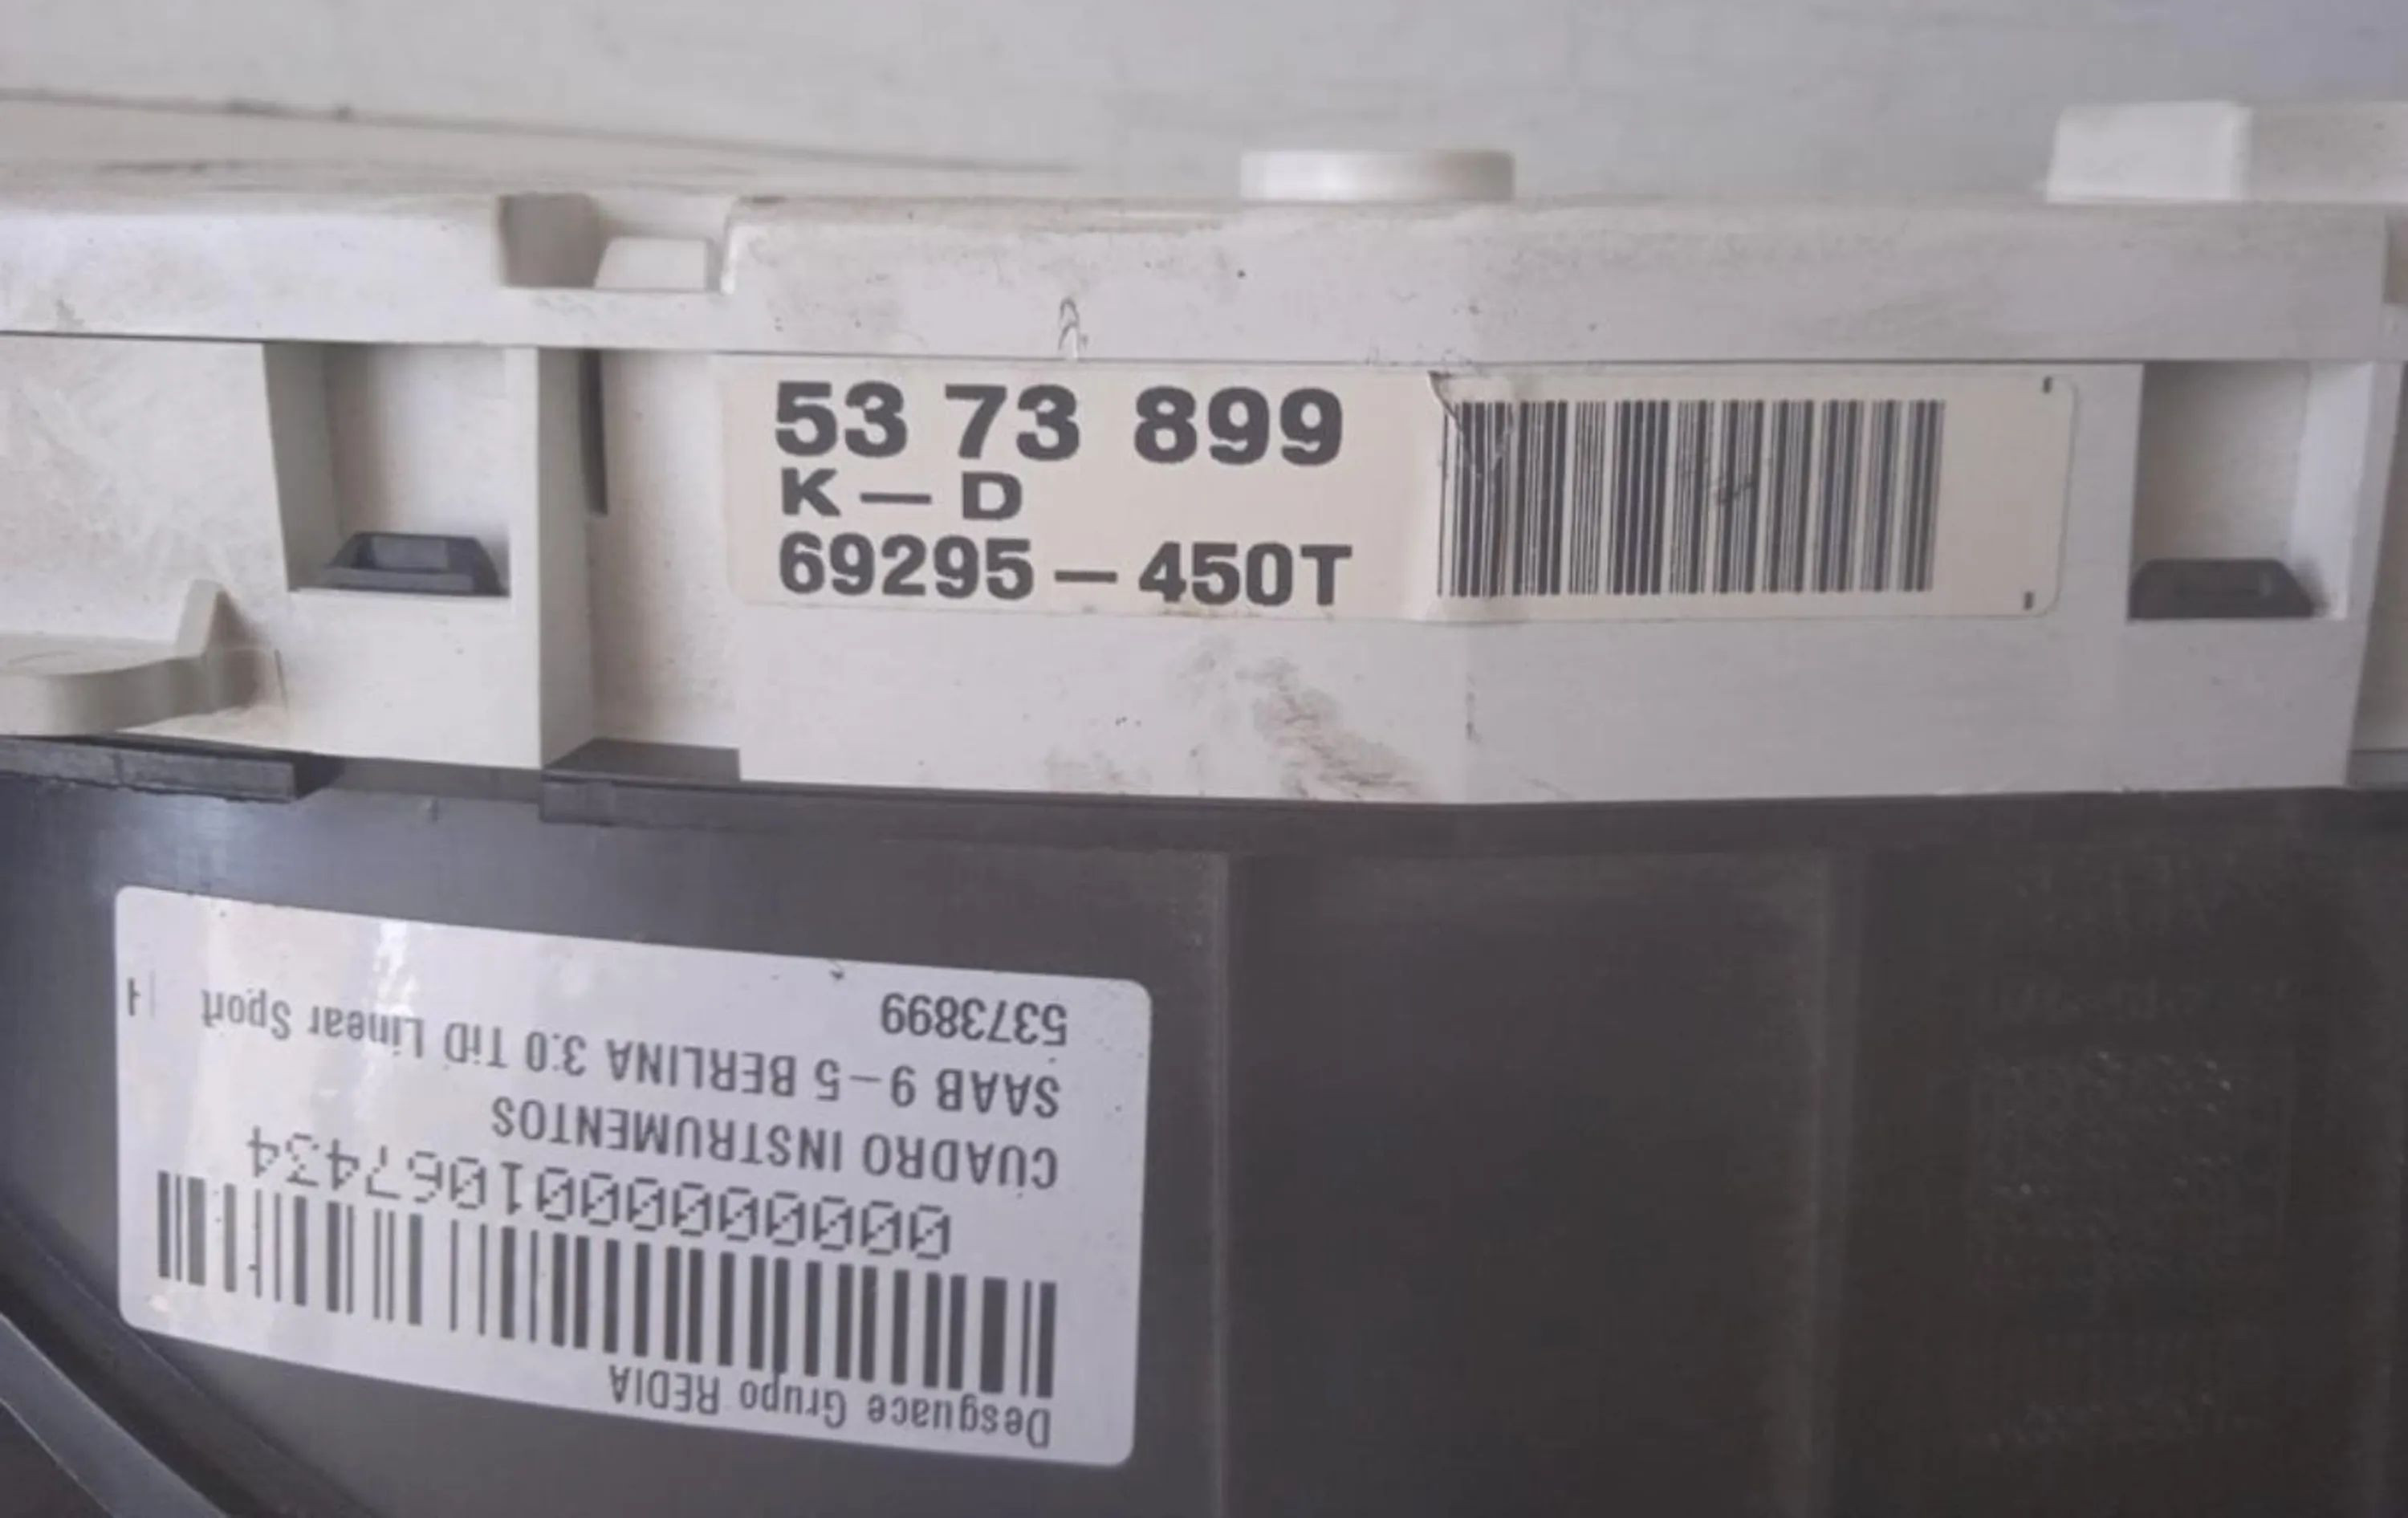 53 73 899
K — D
69295 — 450T
Desguace Grupo REDIA
0000000001067434
CUADRO INSTRUMENTOS
SAAB 9-5 BERLINA 3.0 TiD Linear Sport
5373899